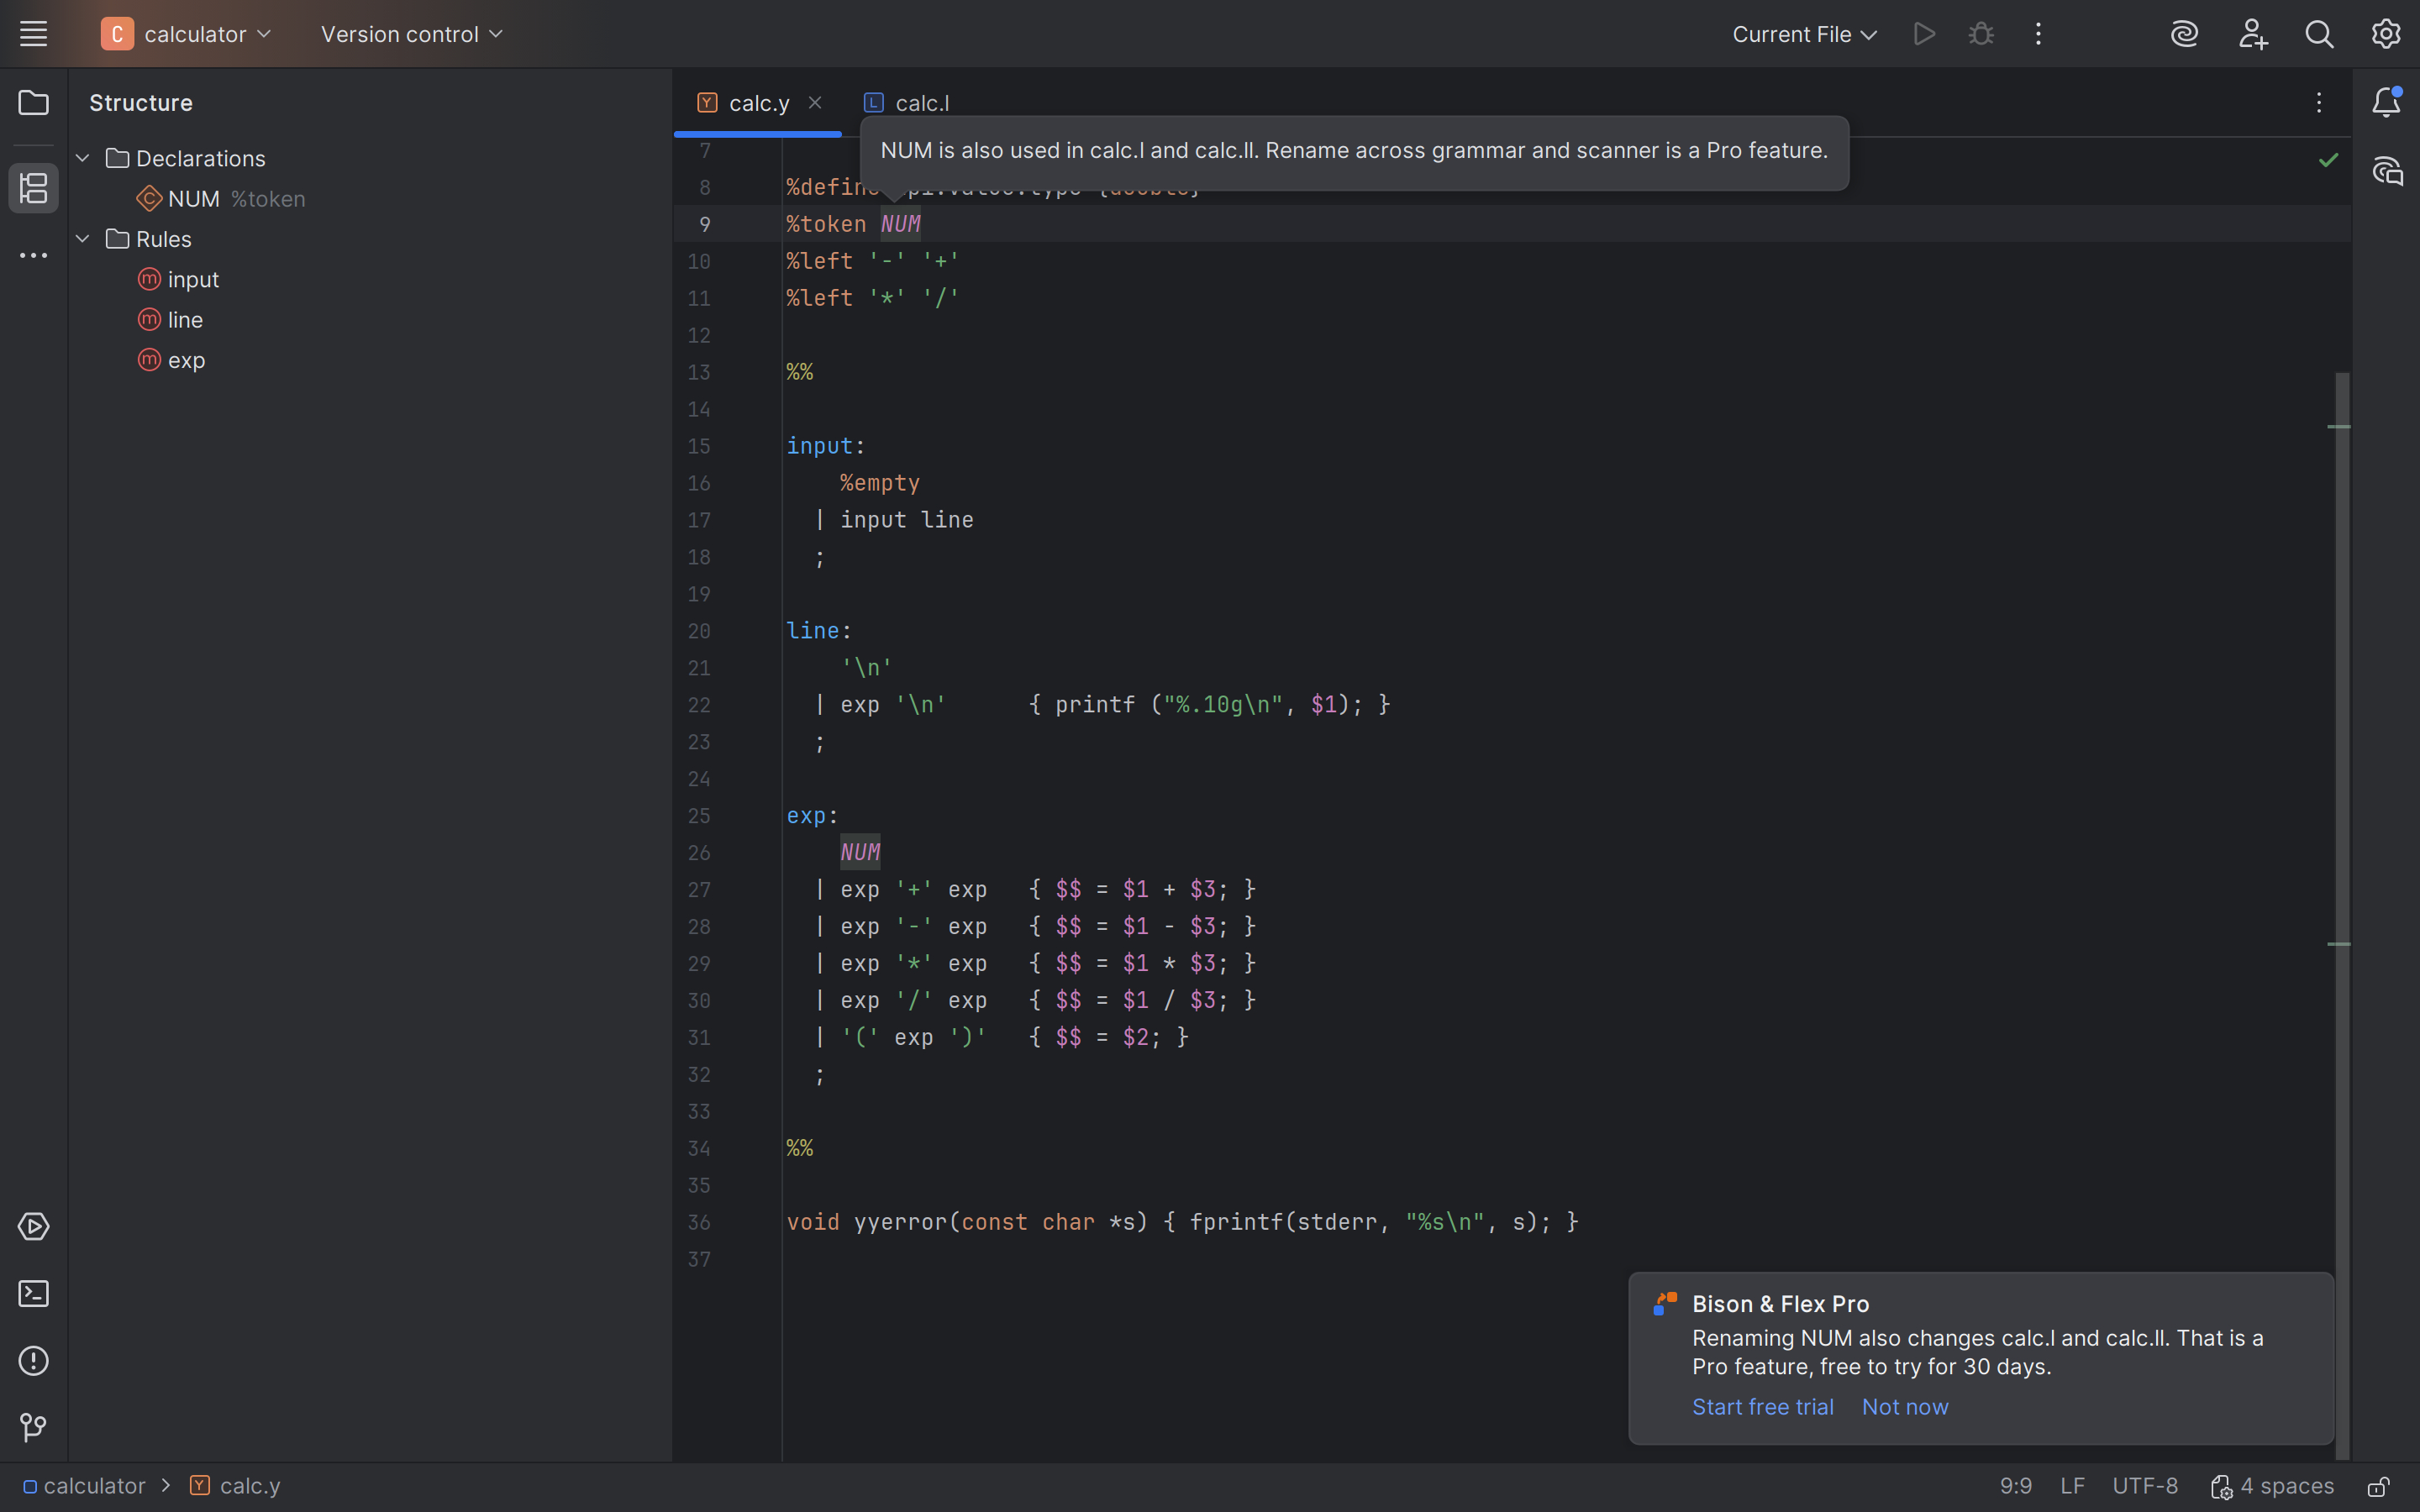 C calculator Version control Current File
Structure
Declarations
NUM %token
Rules
input
line
exp
calc.y calc.l
NUM is also used in calc.l and calc.ll. Rename across grammar and scanner is a Pro feature.
7
8 %define
9 %token NUM
10 %left '-' '+'
11 %left '*' '/'
12
13 %%
14
15 input:
16 %empty
17 | input line
18 ;
19
20 line:
21 '\n'
22 | exp '\n' { printf ("%.10g\n", $1); }
23 ;
24
25 exp:
26 NUM
27 | exp '+' exp { $$ = $1 + $3; }
28 | exp '-' exp { $$ = $1 - $3; }
29 | exp '*' exp { $$ = $1 * $3; }
30 | exp '/' exp { $$ = $1 / $3; }
31 | '(' exp ')' { $$ = $2; }
32 ;
33
34 %%
35
36 void yyerror(const char *s) { fprintf(stderr, "%s\n", s); }
37
Bison & Flex Pro
Renaming NUM also changes calc.l and calc.ll. That is a
Pro feature, free to try for 30 days.
Start free trial Not now
calculator > calc.y 9:9 LF UTF-8 4 spaces